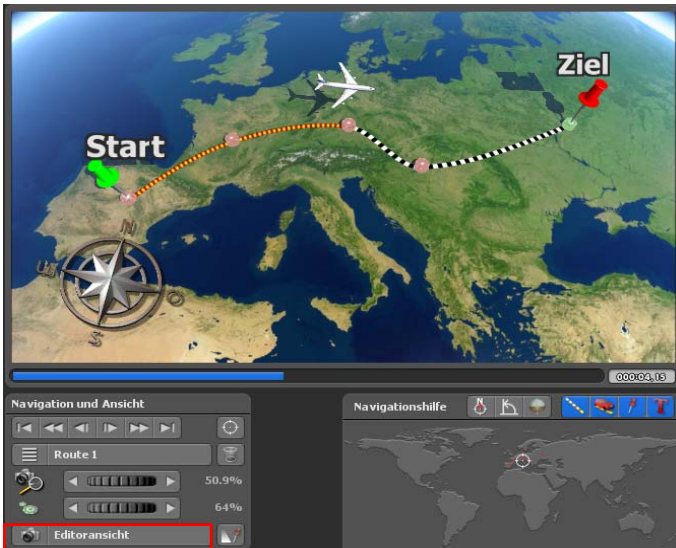 Ziel
Start
N
O
S
000:04,15
Navigation und Ansicht
Navigationshilfe
N
Route 1
50.9%
64%
Editoransicht